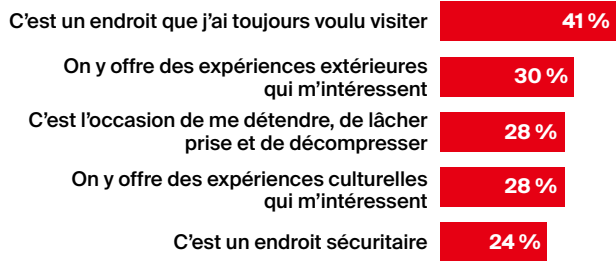 C’est un endroit que j’ai toujours voulu visiter 41 %
On y offre des expériences extérieures
qui m’intéressent 30 %
C’est l’occasion de me détendre, de lâcher
prise et de décompresser 28 %
On y offre des expériences culturelles
qui m’intéressent 28 %
C’est un endroit sécuritaire 24 %